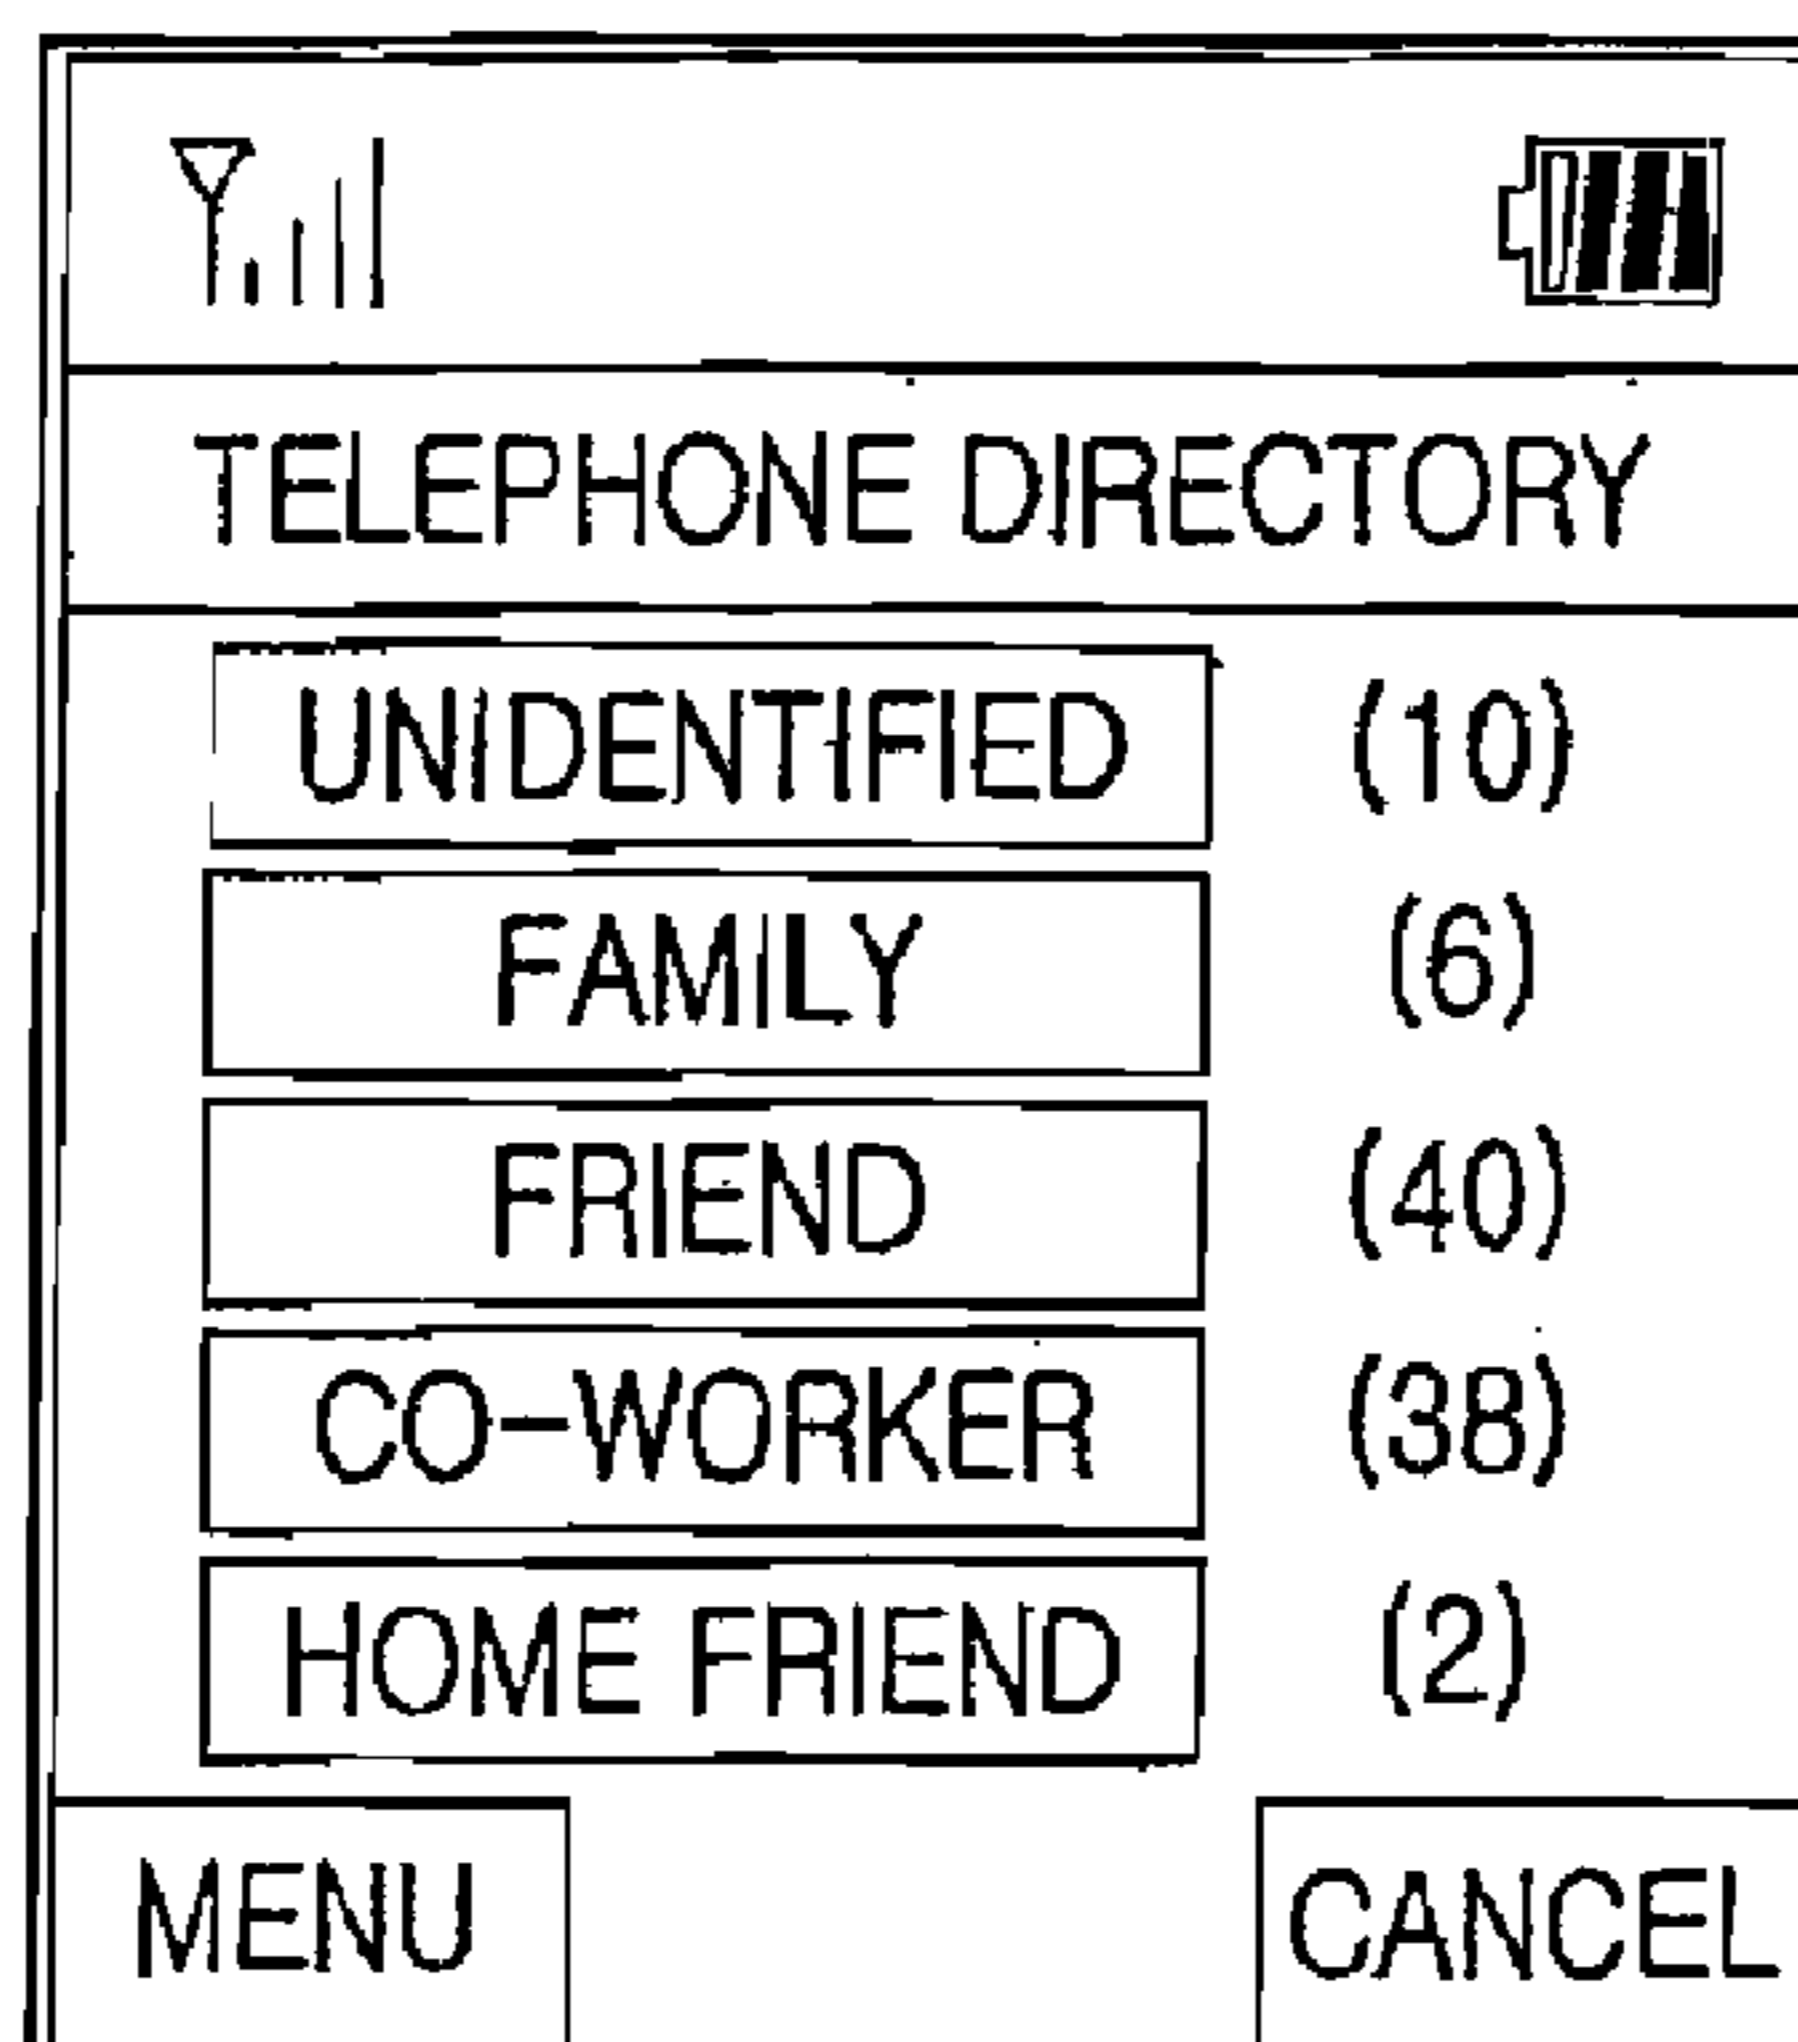 TELEPHONE DIRECTORY
UNIDENTIFIED (10)
FAMILY (6)
FRIEND (40)
CO-WORKER (38)
HOME FRIEND (2)
MENU CANCEL